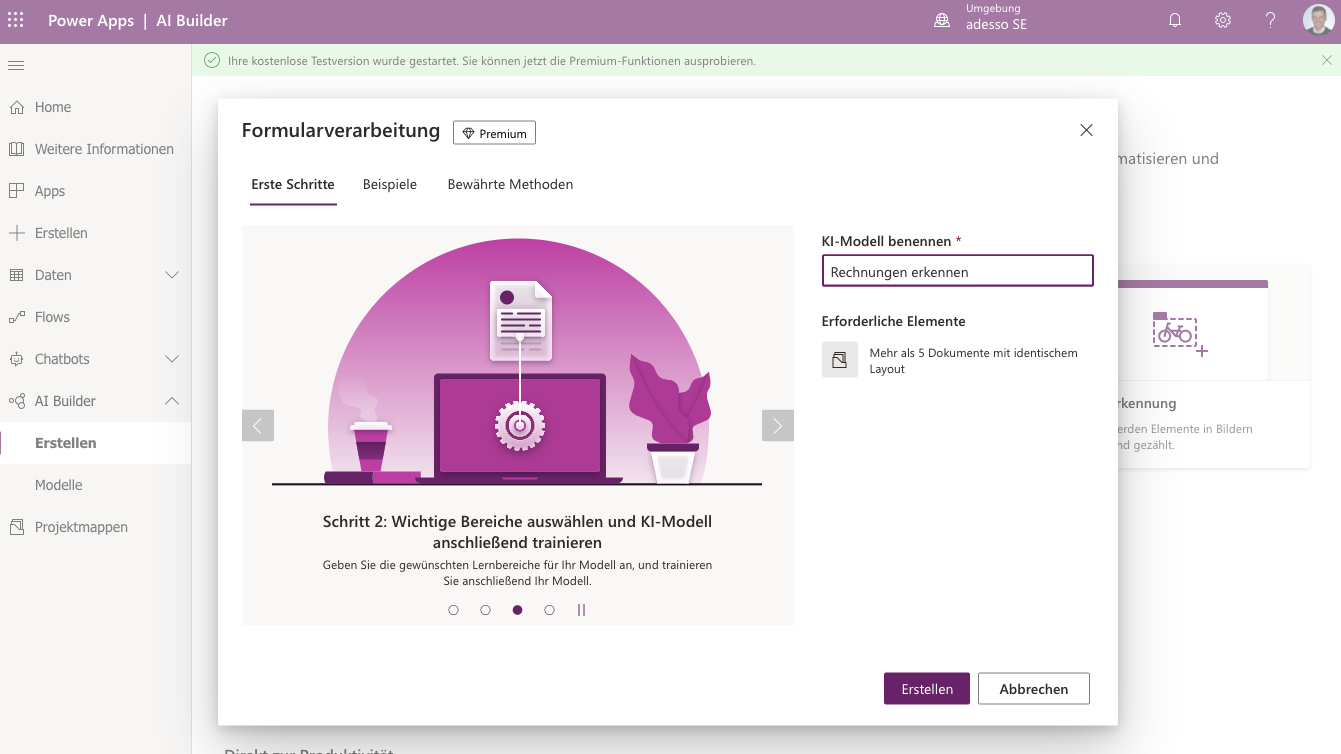 Power Apps | AI Builder
Umgebung
adesso SE
Ihre kostenlose Testversion wurde gestartet. Sie können jetzt die Premium-Funktionen ausprobieren.
Home
Weitere Informationen
Apps
Erstellen
Daten
Flows
Chatbots
AI Builder
Erstellen
Modelle
Projektmappen
Formularverarbeitung
Premium
Erste Schritte
Beispiele
Bewährte Methoden
Schritt 2: Wichtige Bereiche auswählen und KI-Modell
anschließend trainieren
Geben Sie die gewünschten Lernbereiche für Ihr Modell an, und trainieren
Sie anschließend Ihr Modell.
KI-Modell benennen *
Rechnungen erkennen
Erforderliche Elemente
Mehr als 5 Dokumente mit identischem
Layout
Erstellen
Abbrechen
matisieren und
rkennung
erden Elemente in Bildern
nd gezählt.
Direkt zur Produktivität